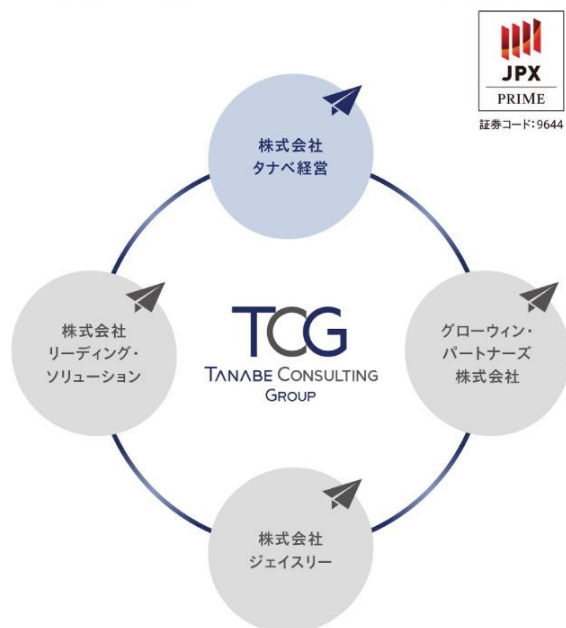 JPX
PRIME
証券コード:9644
株式会社
タナベ経営
株式会社
リーディング・
ソリューション
TCG
TANABE CONSULTING
GROUP
グローウィン・
パートナーズ
株式会社
株式会社
ジェイスリー